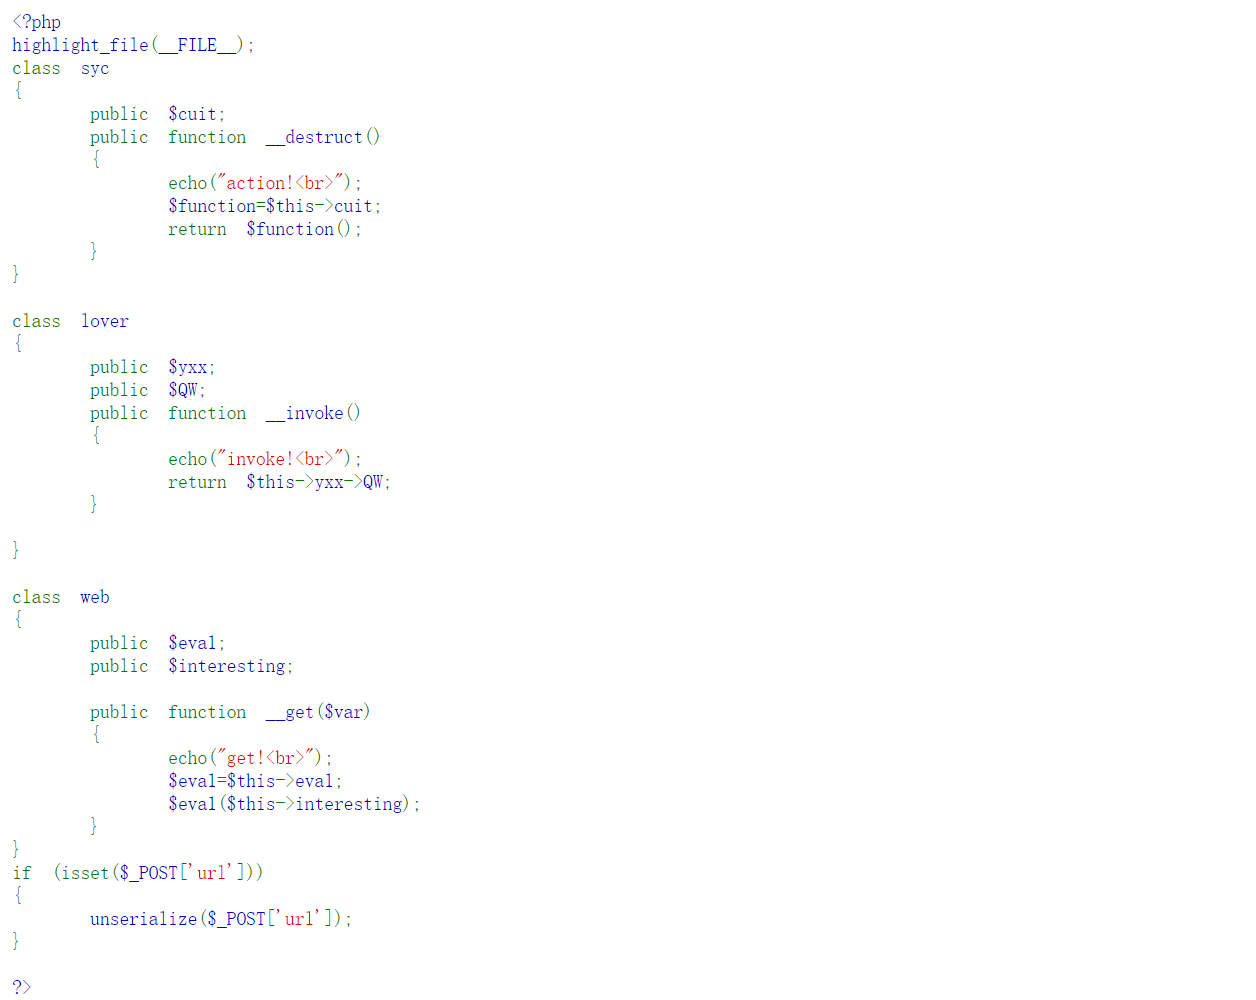 <?php
highlight_file(__FILE__);
class syc
{
public $cuit;
public function __destruct()
{
echo("action!<br>");
$function=$this->cuit;
return $function();
}
}
class lover
{
public $yxx;
public $QW;
public function __invoke()
{
echo("invoke!<br>");
return $this->yxx->QW;
}
}
class web
{
public $eval;
public $interesting;
public function __get($var)
{
echo("get!<br>");
$eval=$this->eval;
$eval($this->interesting);
}
}
if (isset($_POST['url']))
{
unserialize($_POST['url']);
}
?>